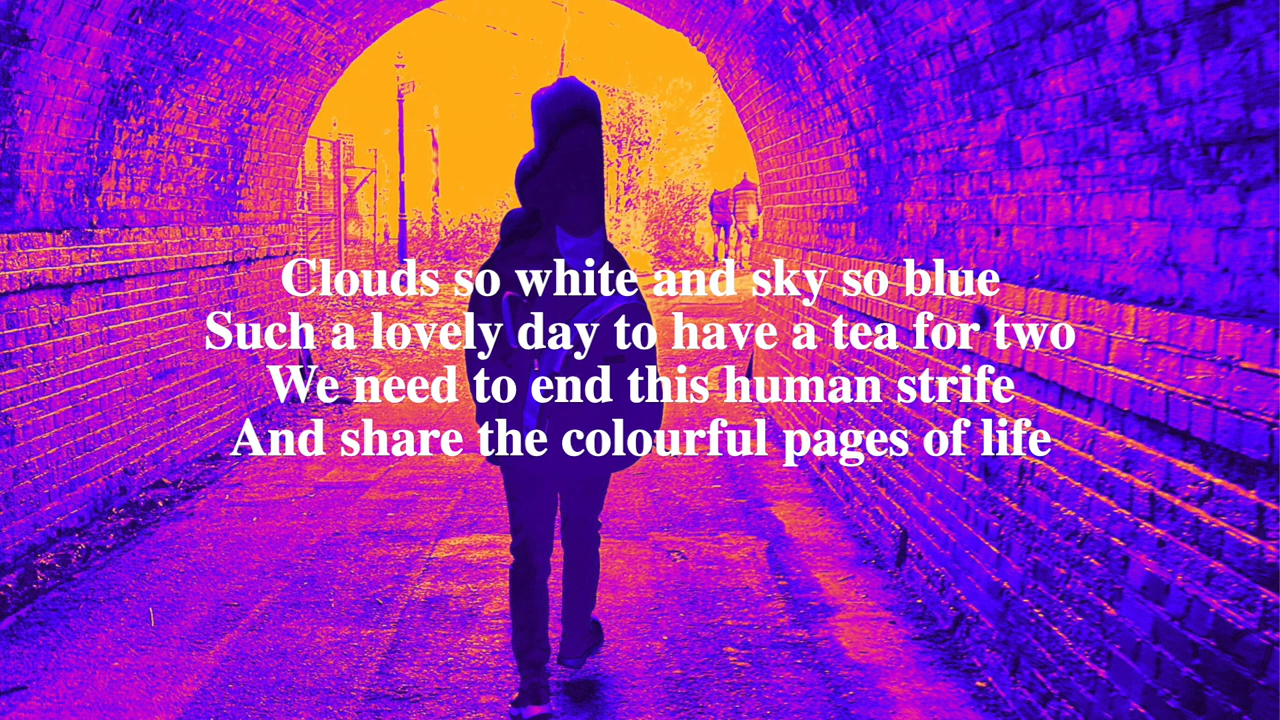 Clouds so white and sky so blue
Such a lovely day to have a tea for two
We need to end this human strife
And share the colourful pages of life